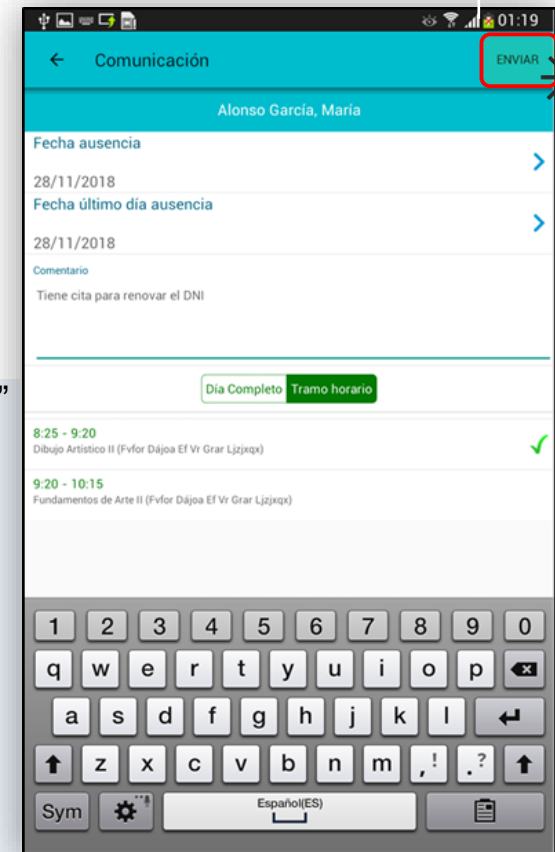 01:19
Comunicación
ENVIAR
Alonso García, María
Fecha ausencia
28/11/2018
Fecha último día ausencia
28/11/2018
Comentario
Tiene cita para renovar el DNI
”
Día Completo Tramo horario
8:25 - 9:20
Dibujo Artistico II (Fvfor Dájoa Ef Vr Grar Ljzjxqx)
9:20 - 10:15
Fundamentos de Arte II (Fvfor Dájoa Ef Vr Grar Ljzjxqx)
1 2 3 4 5 6 7 8 9 0
q w e r t y u i o p
a s d f g h j k l
z x c v b n m , ! . ?
Sym Español(ES)